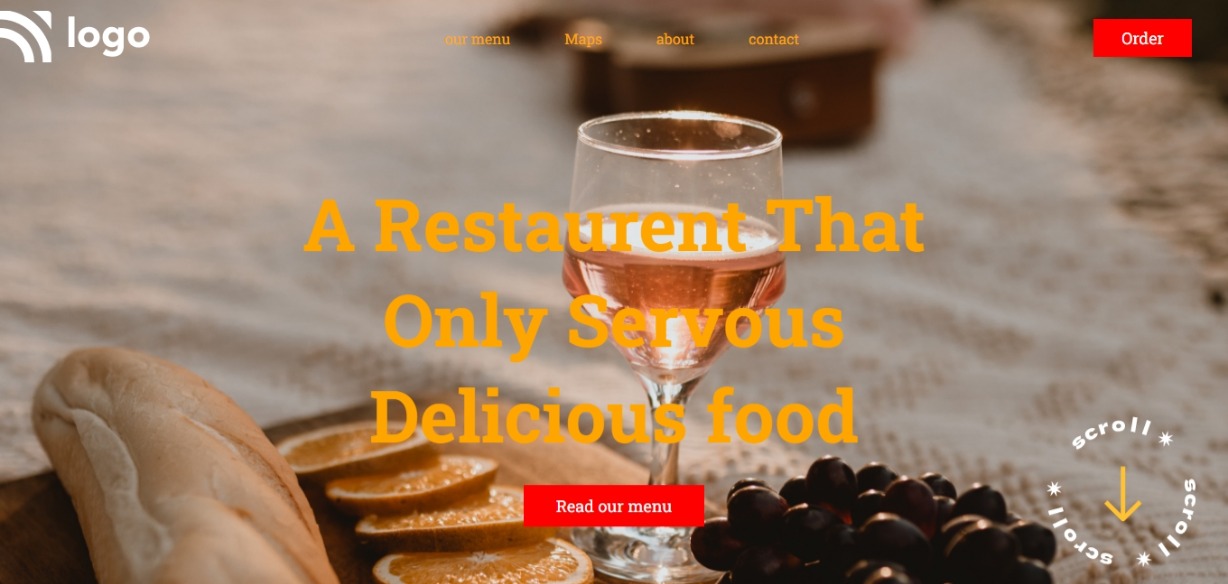 logo
our menu Maps about contact
Order
A Restaurent That
Only Servous
Delicious food
Read our menu
scroll
scroll
scroll
scroll